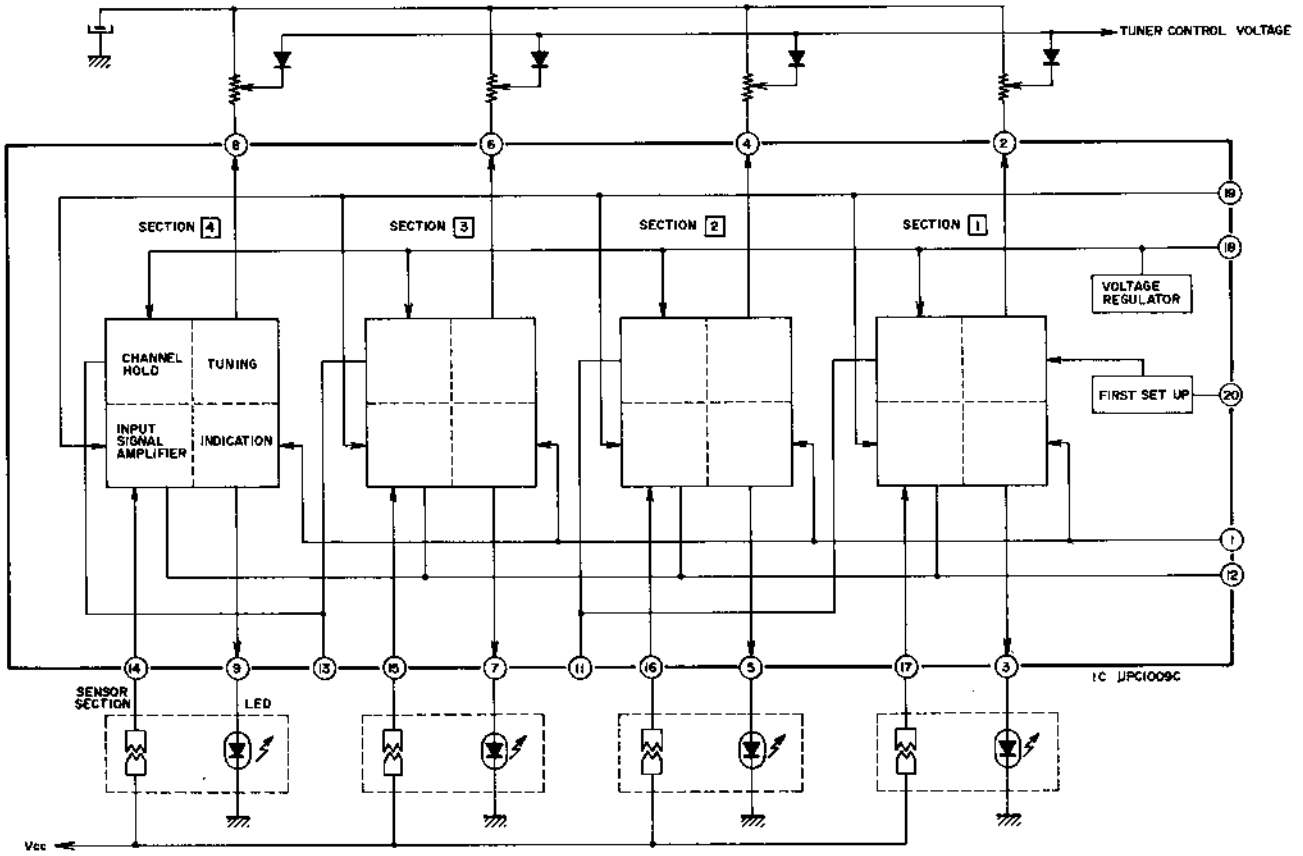 TUNER CONTROL VOLTAGE
8
6
4
2
19
SECTION 4
SECTION 3
SECTION 2
SECTION 1
18
VOLTAGE
REGULATOR
CHANNEL
HOLD
TUNING
FIRST SET UP
20
INPUT
SIGNAL
AMPLIFIER
INDICATION
1
12
14
9
13
15
7
11
16
5
17
3
IC μPC1009C
SENSOR
SECTION
LED
Vcc